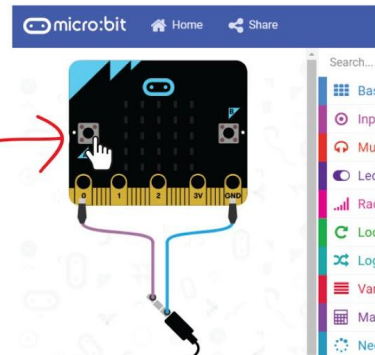 micro:bit Home Share
Search...
Bas
Inp
Mu
Led
Rad
Loo
Log
Var
Ma
Ne
A
B
0 1 2 3V GND